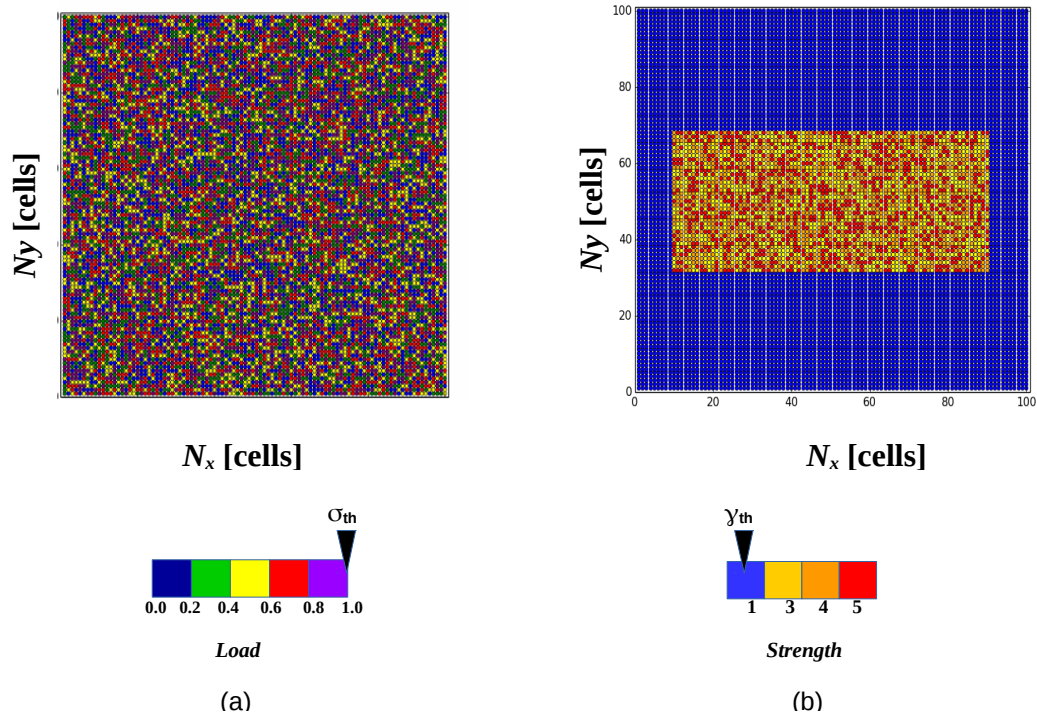 100
80
60
40
20
0
0 20 40 60 80 100
Ny [cells]
Ny [cells]
Nx [cells]
Nx [cells]
σth
γth
0.0 0.2 0.4 0.6 0.8 1.0
1 3 4 5
Load
Strength
(a)
(b)